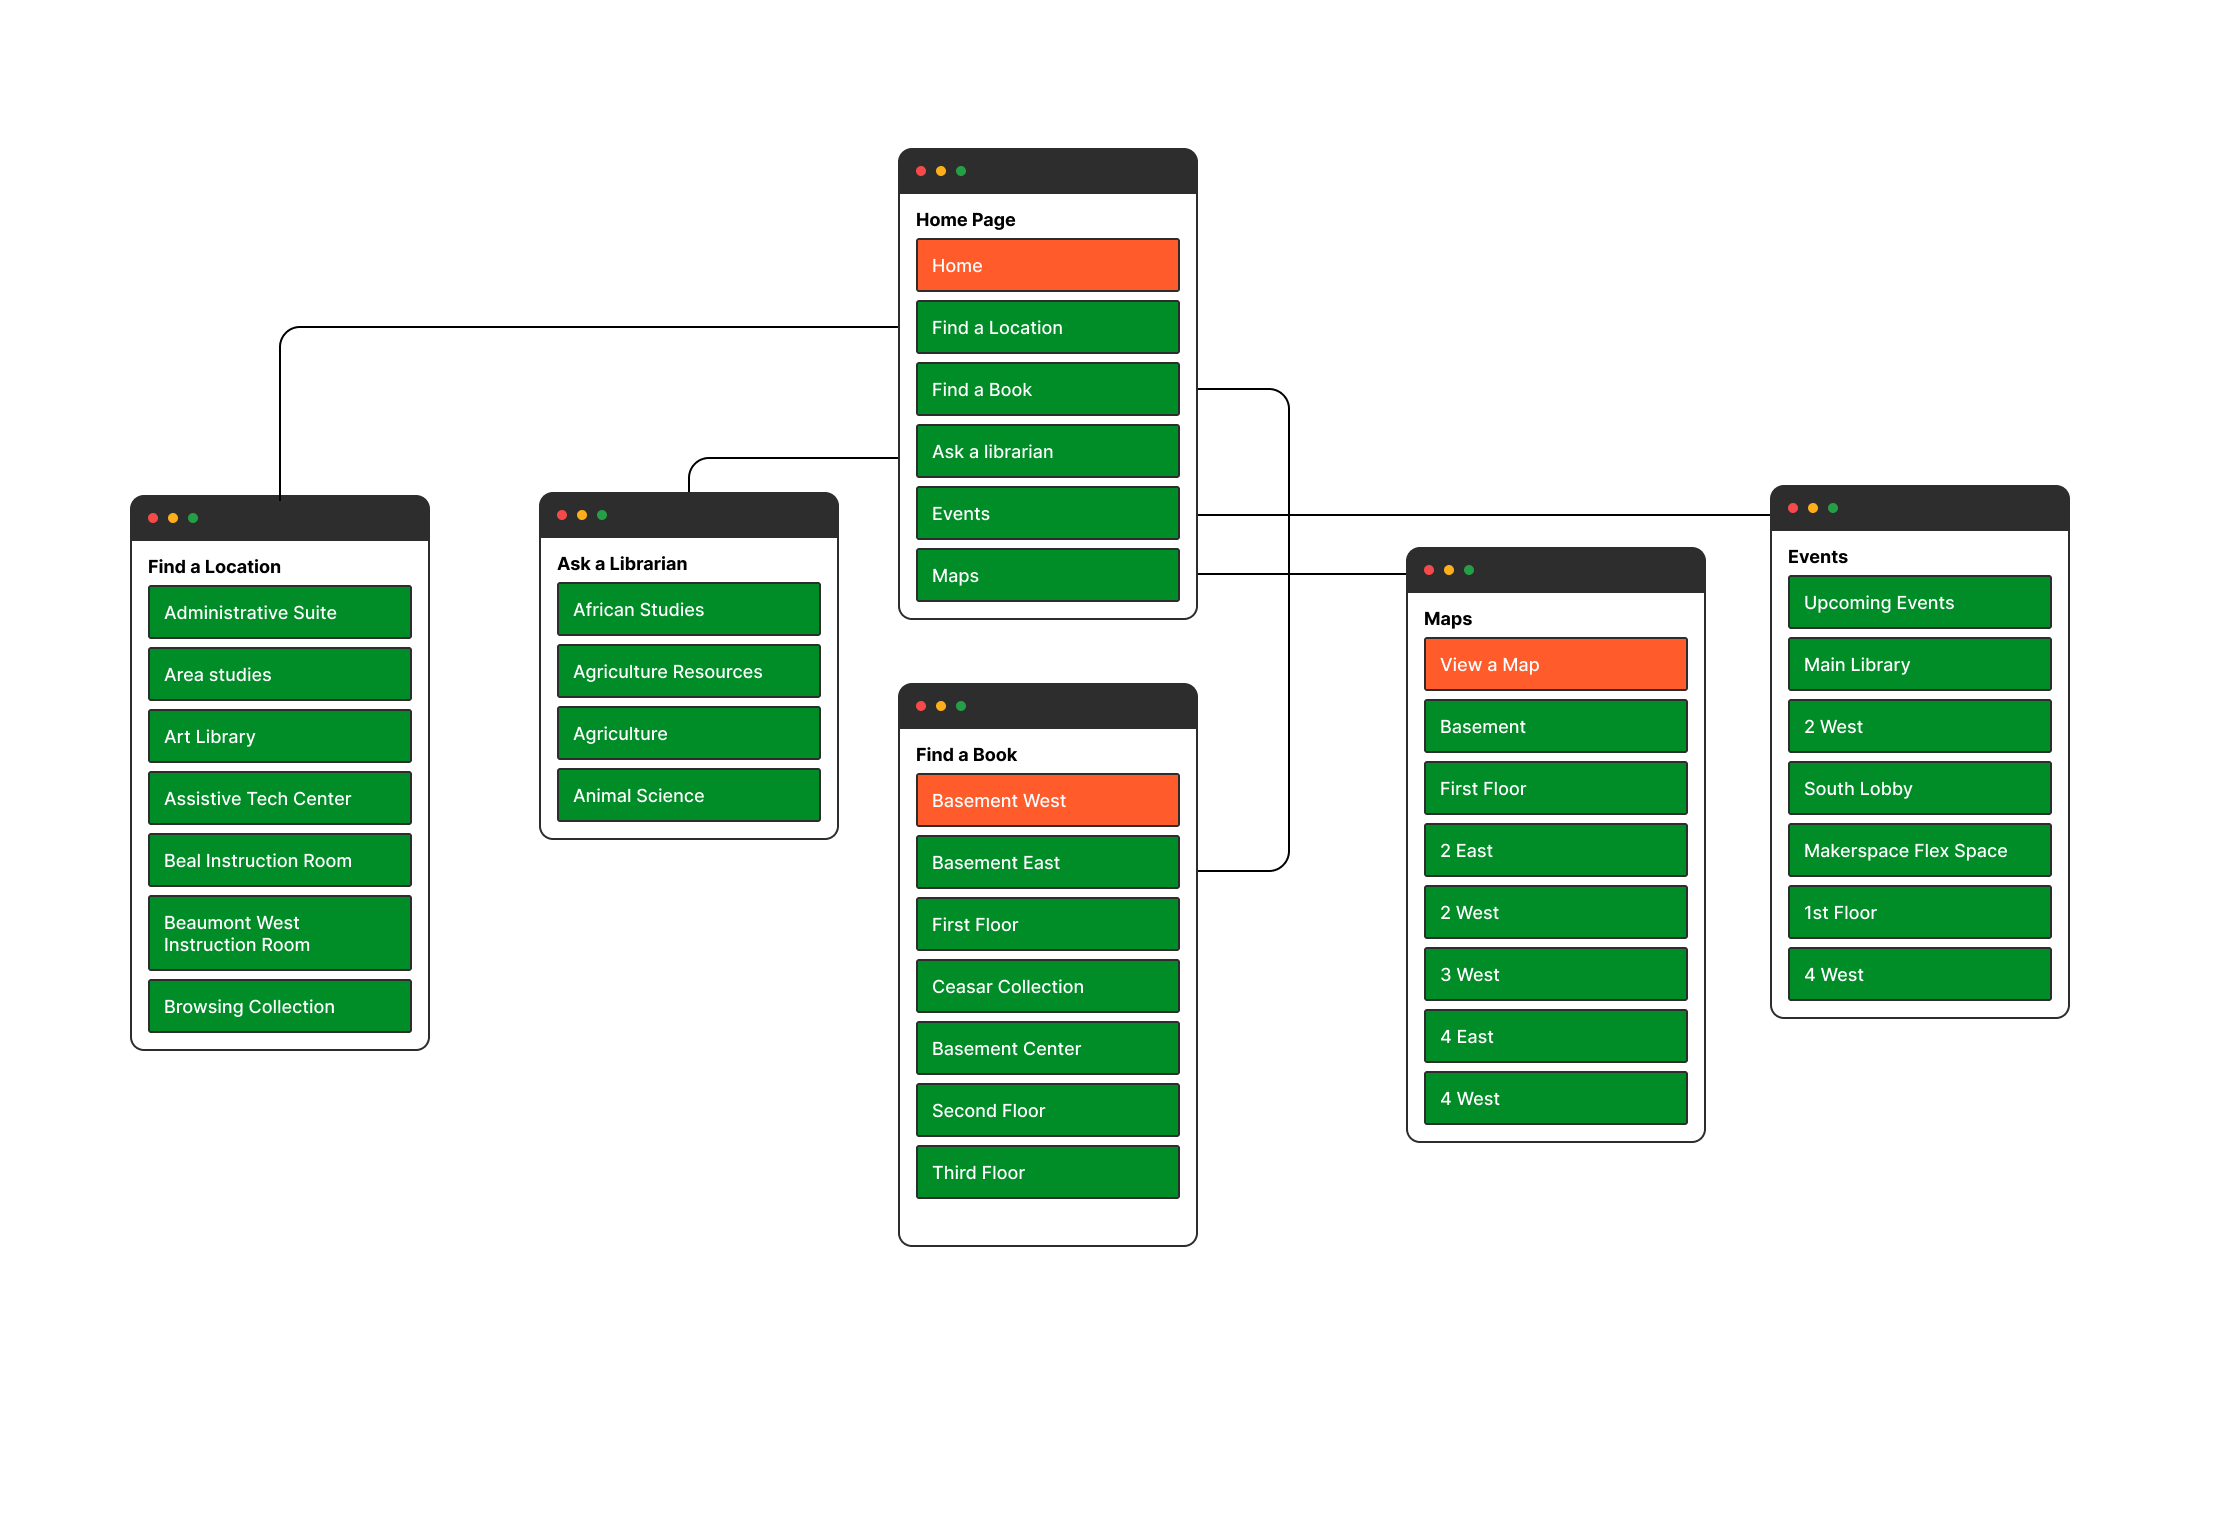 Home Page
Home
Find a Location
Find a Book
Ask a librarian
Events
Maps
Find a Location
Administrative Suite
Area studies
Art Library
Assistive Tech Center
Beal Instruction Room
Beaumont West
Instruction Room
Browsing Collection
Ask a Librarian
African Studies
Agriculture Resources
Agriculture
Animal Science
Find a Book
Basement West
Basement East
First Floor
Ceasar Collection
Basement Center
Second Floor
Third Floor
Maps
View a Map
Basement
First Floor
2 East
2 West
3 West
4 East
4 West
Events
Upcoming Events
Main Library
2 West
South Lobby
Makerspace Flex Space
1st Floor
4 West